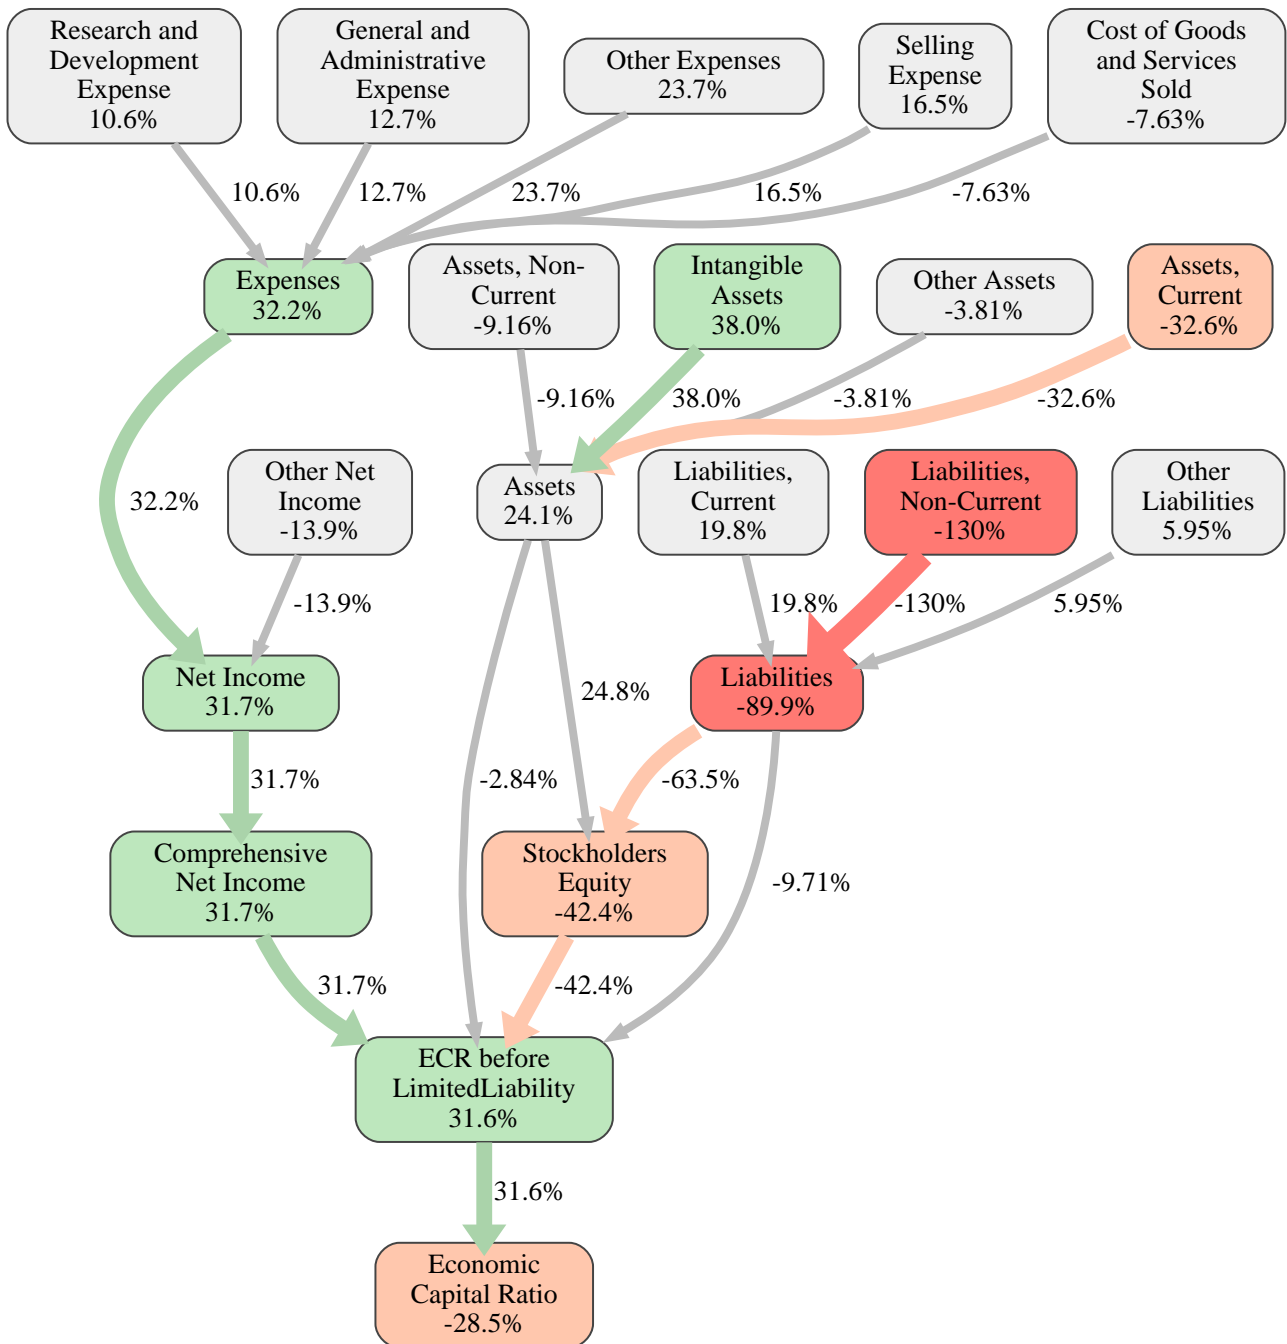 Research and
Development
Expense
10.6%
General and
Administrative
Expense
12.7%
Other Expenses
23.7%
Selling
Expense
16.5%
Cost of Goods
and Services
Sold
-7.63%
10.6%
12.7%
23.7%
16.5%
-7.63%
Expenses
32.2%
Assets, Non-
Current
-9.16%
Intangible
Assets
38.0%
Other Assets
-3.81%
Assets,
Current
-32.6%
-9.16%
38.0%
-3.81%
-32.6%
32.2%
Other Net
Income
-13.9%
Assets
24.1%
Liabilities,
Current
19.8%
Liabilities,
Non-Current
-130%
Other
Liabilities
5.95%
-13.9%
19.8%
-130%
5.95%
Net Income
31.7%
24.8%
Liabilities
-89.9%
31.7%
-2.84%
-63.5%
Comprehensive
Net Income
31.7%
Stockholders
Equity
-42.4%
-9.71%
31.7%
-42.4%
ECR before
LimitedLiability
31.6%
31.6%
Economic
Capital Ratio
-28.5%